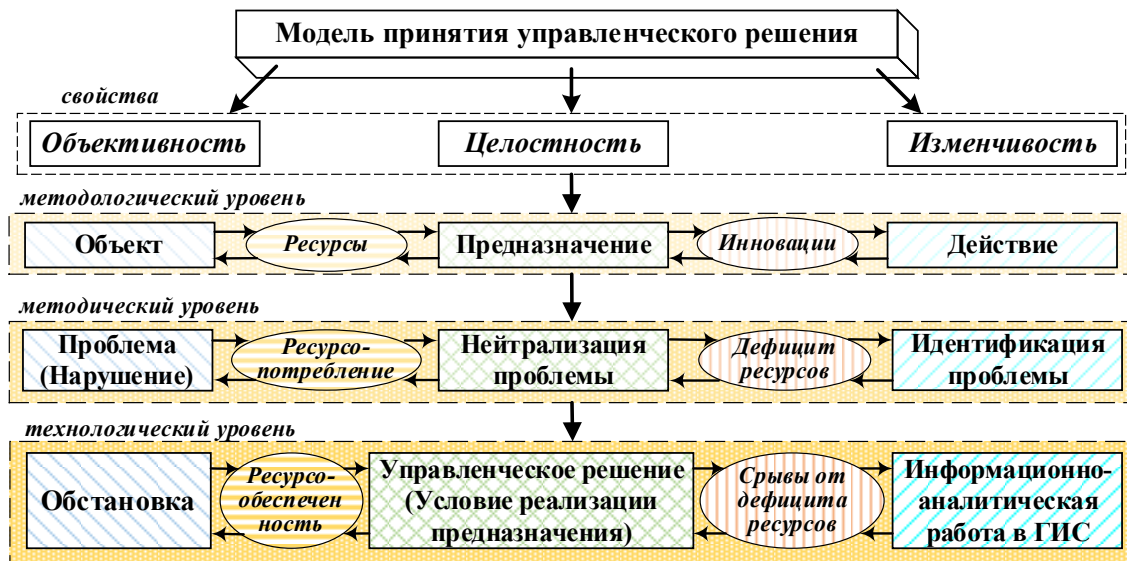 Модель принятия управленческого решения
свойства
Объективность
Целостность
Изменчивость
методологический уровень
Объект
Ресурсы
Предназначение
Инновации
Действие
методический уровень
Проблема
(Нарушение)
Ресурсо-
потребление
Нейтрализация
проблемы
Дефицит
ресурсов
Идентификация
проблемы
технологический уровень
Обстановка
Ресурсо-
обеспечен
ность
Управленческое решение
(Условие реализации
предназначения)
Срывы от
дефицита
ресурсов
Информационно-
аналитическая
работа в ГИС